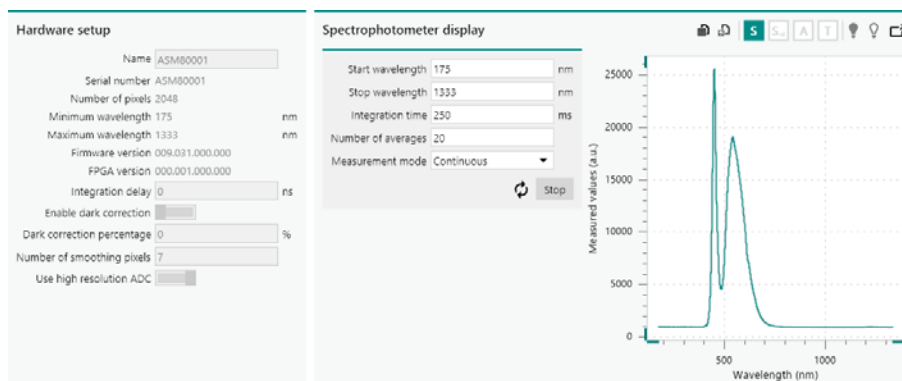 Hardware setup
Name ASM80001
Serial number ASM80001
Number of pixels 2048
Minimum wavelength 175 nm
Maximum wavelength 1333 nm
Firmware version 009.031.000.000
FPGA version 000.001.000.000
Integration delay 0 ns
Enable dark correction
Dark correction percentage 0 %
Number of smoothing pixels 7
Use high resolution ADC
Spectrophotometer display
Start wavelength 175 nm
Stop wavelength 1333 nm
Integration time 250 ms
Number of averages 20
Measurement mode Continuous
Stop
S
A
T
25000
20000
15000
10000
5000
0
Measured values (a.u.)
500 1000
Wavelength (nm)